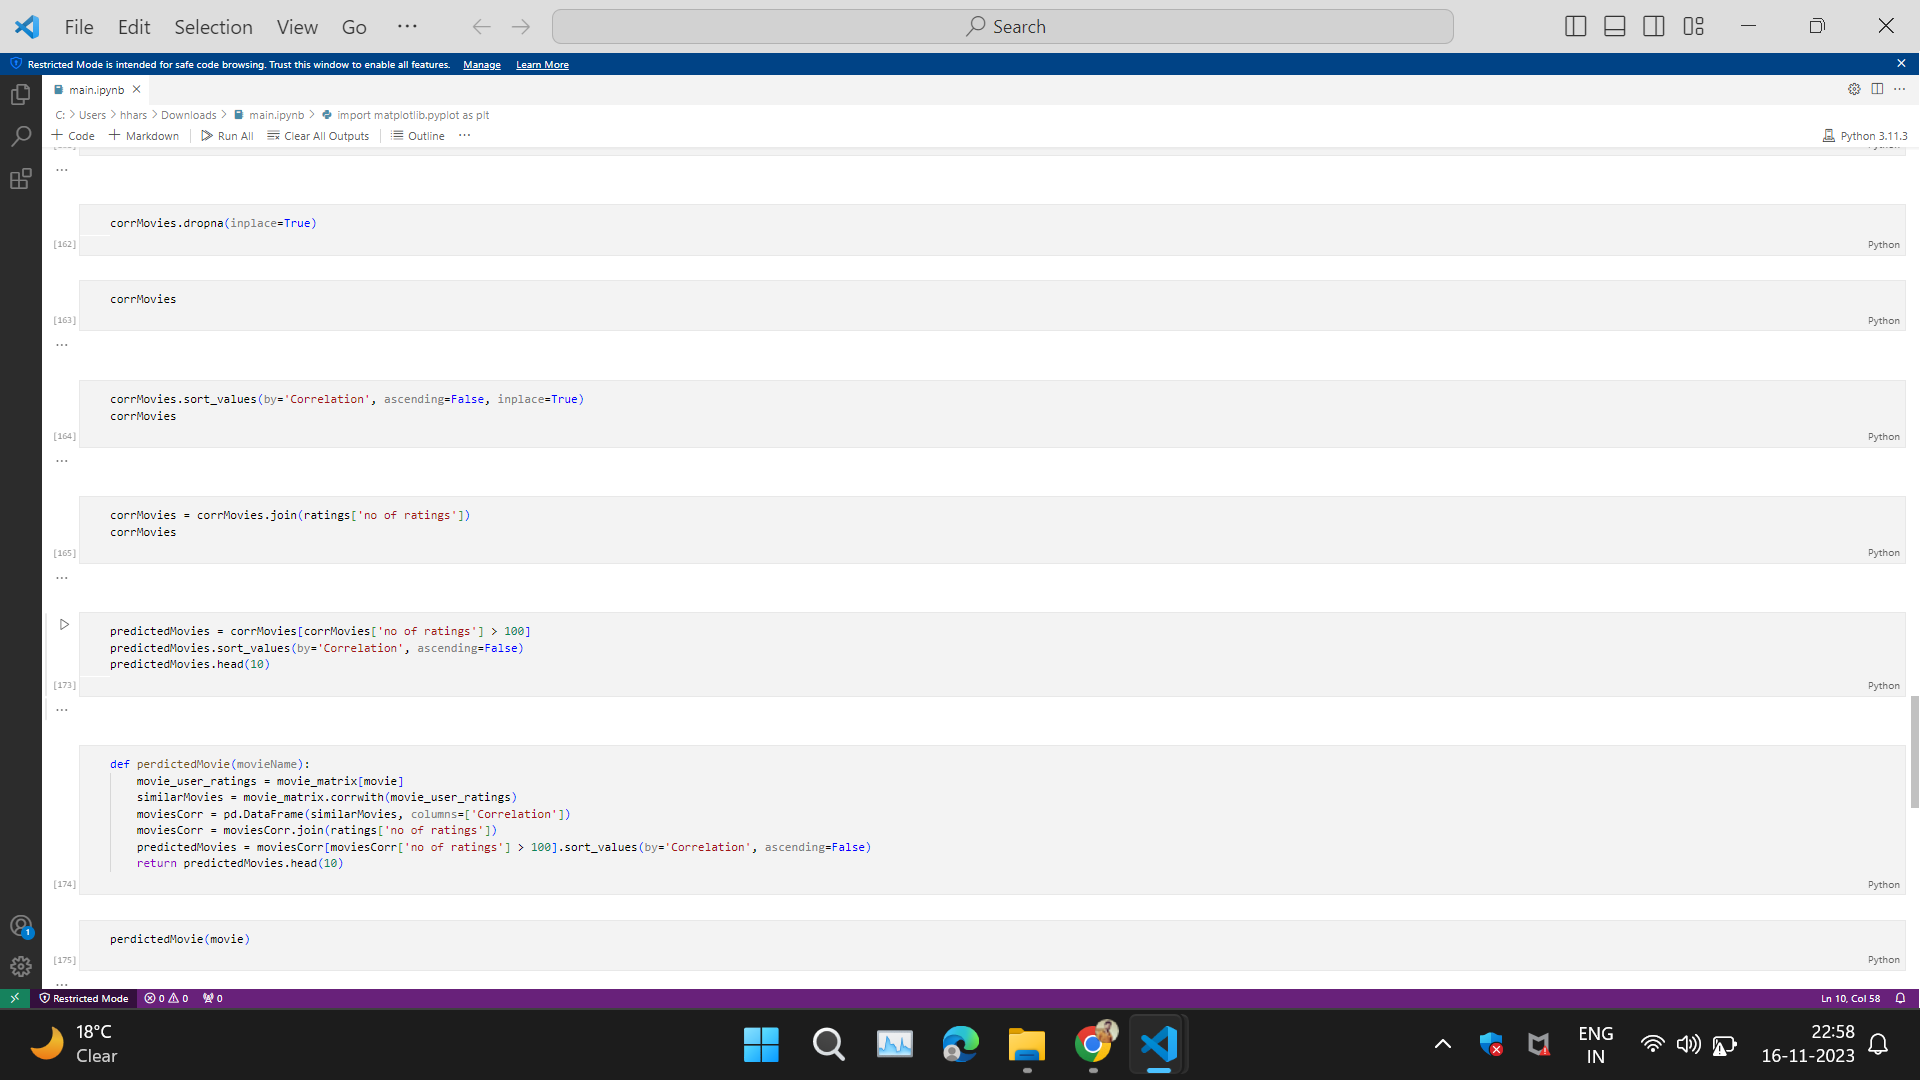 File Edit Selection View Go ··· Search
Restricted Mode is intended for safe code browsing. Trust this window to enable all features. Manage Learn More
main.ipynb
C: > Users > hhars > Downloads > main.ipynb > import matplotlib.pyplot as plt
+ Code + Markdown Run All Clear All Outputs Outline ··· Python 3.11.3
...
corrMovies.dropna(inplace=True)
[162] Python
corrMovies
[163] Python
...
corrMovies.sort_values(by='Correlation', ascending=False, inplace=True)
corrMovies
[164] Python
...
corrMovies = corrMovies.join(ratings['no of ratings'])
corrMovies
[165] Python
...
predictedMovies = corrMovies[corrMovies['no of ratings'] > 100]
predictedMovies.sort_values(by='Correlation', ascending=False)
predictedMovies.head(10)
[173] Python
...
def perdictedMovie(movieName):
    movie_user_ratings = movie_matrix[movie]
    similarMovies = movie_matrix.corrwith(movie_user_ratings)
    moviesCorr = pd.DataFrame(similarMovies, columns=['Correlation'])
    moviesCorr = moviesCorr.join(ratings['no of ratings'])
    predictedMovies = moviesCorr[moviesCorr['no of ratings'] > 100].sort_values(by='Correlation', ascending=False)
    return predictedMovies.head(10)
[174] Python
perdictedMovie(movie)
[175] Python
...
1
Restricted Mode 0 0 0 Ln 10, Col 58
18°C
Clear
ENG
IN
22:58
16-11-2023